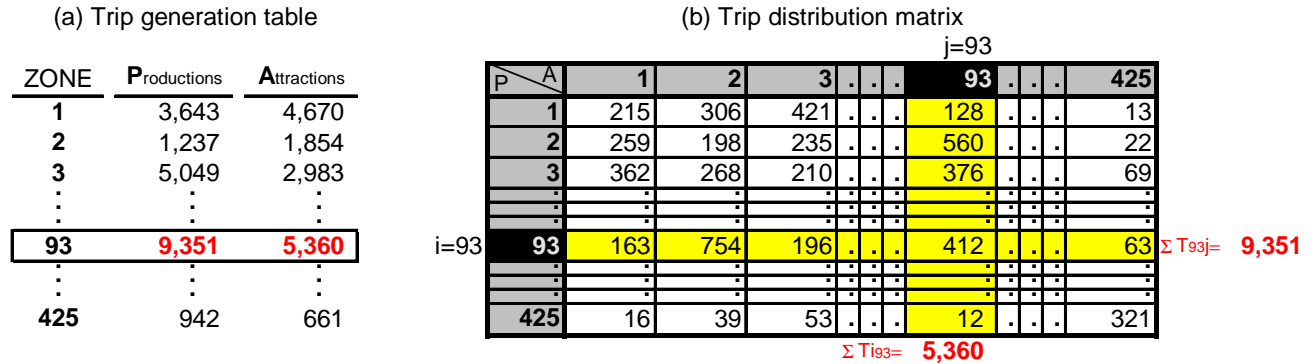 (a) Trip generation table
(b) Trip distribution matrix
j=93
ZONE Productions Attractions
1 3,643 4,670
2 1,237 1,854
3 5,049 2,983
: : :
93 9,351 5,360
: : :
425 942 661
P A 1 2 3 . . . 93 . . . 425
1 215 306 421 . . . 128 . . . 13
2 259 198 235 . . . 560 . . . 22
3 362 268 210 . . . 376 . . . 69
: : : : : : : : : : : :
i=93 93 163 754 196 . . . 412 . . . 63 Σ T93j= 9,351
: : : : : : : : : : : :
425 16 39 53 . . . 12 . . . 321
Σ Ti93= 5,360